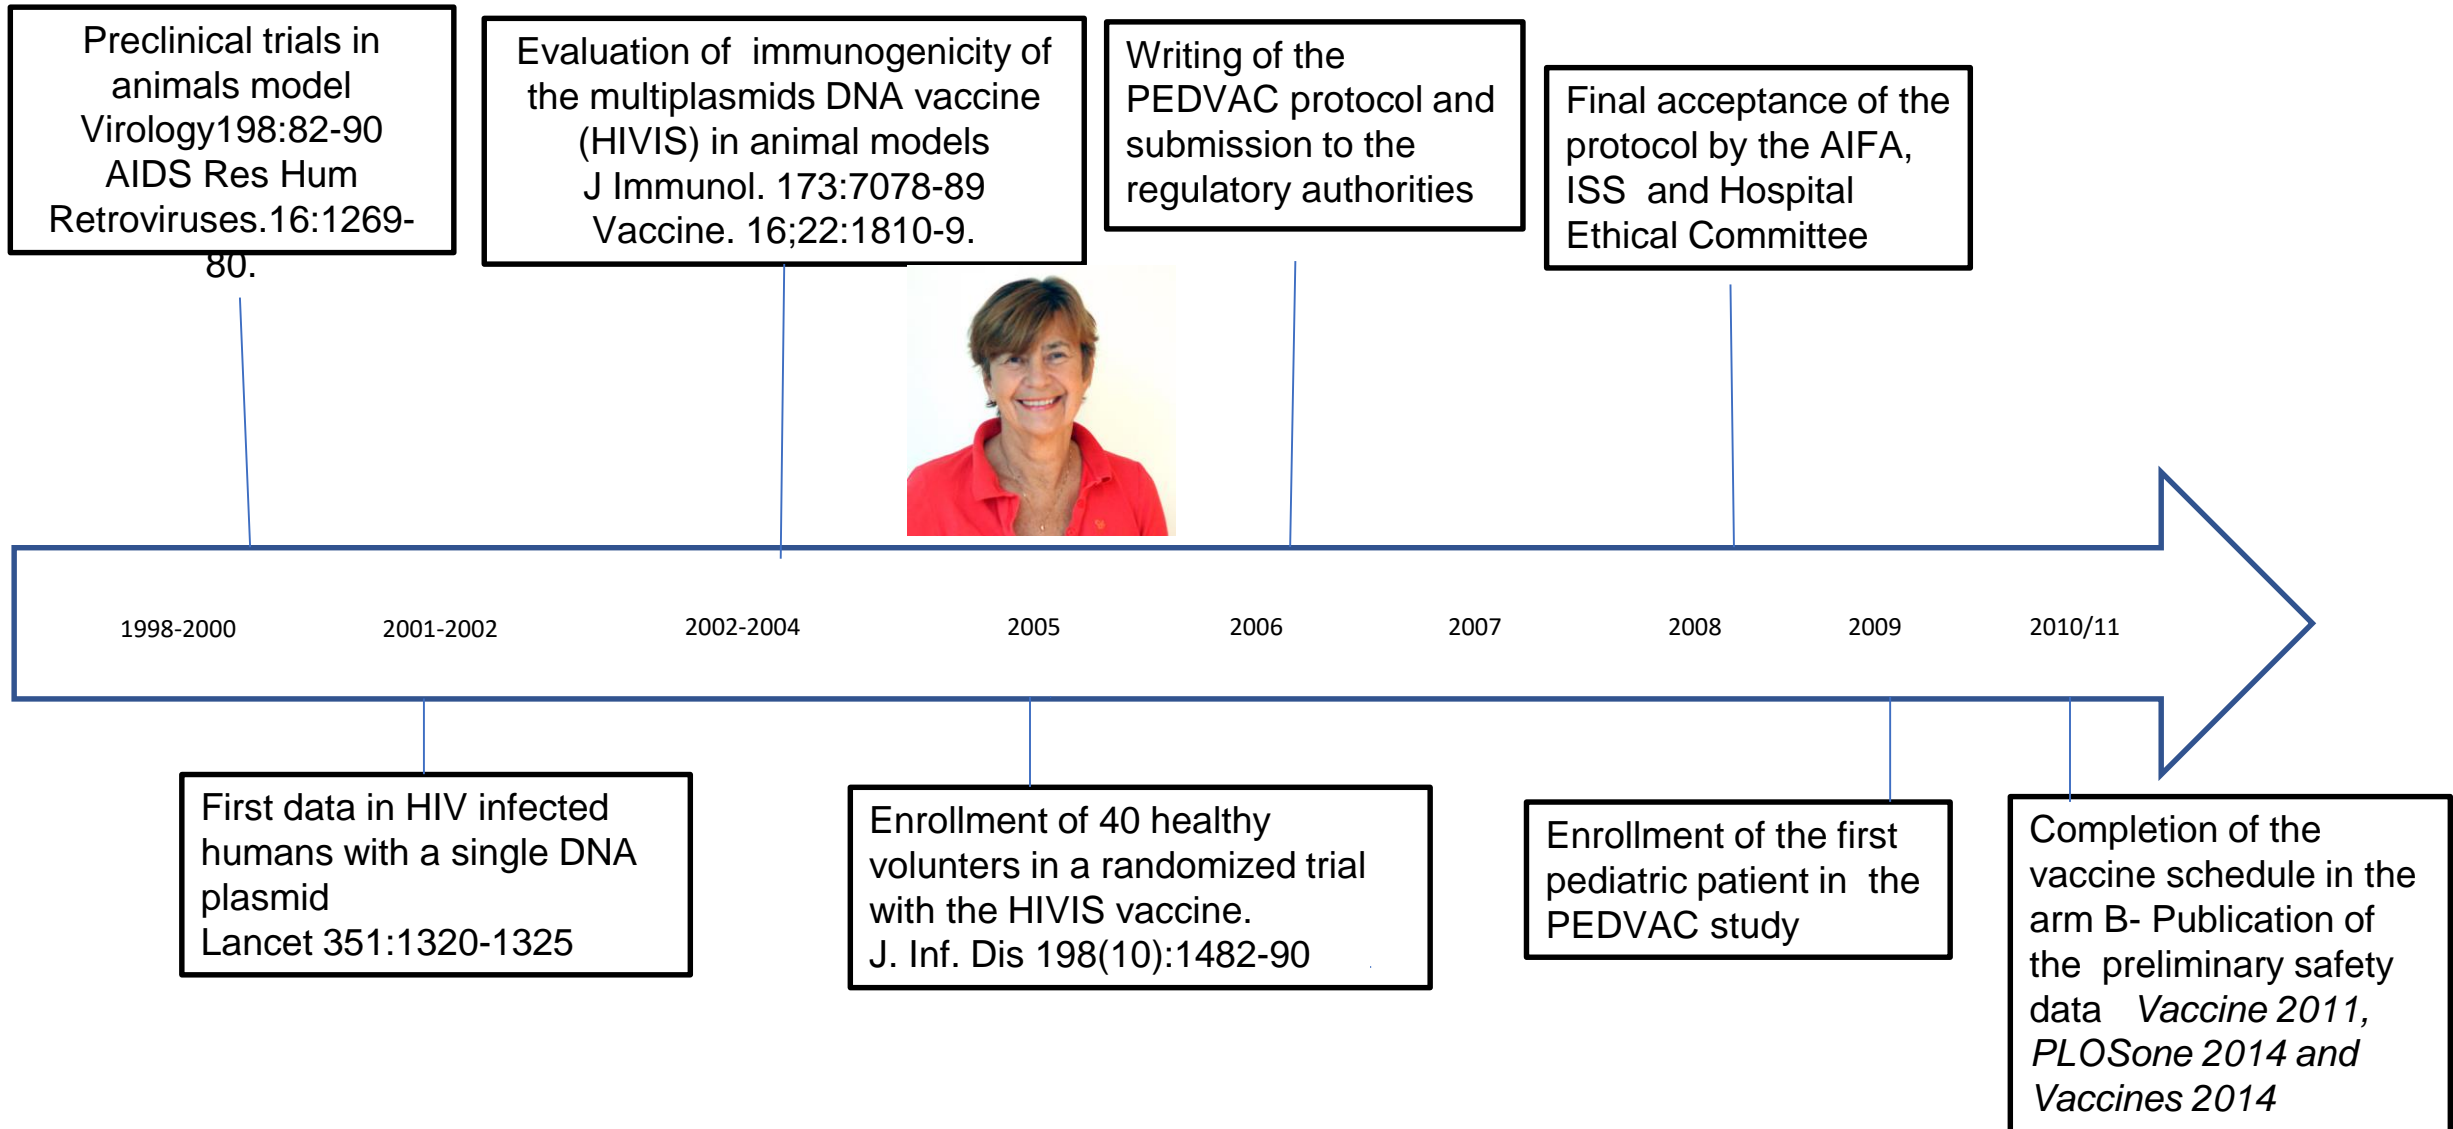 Preclinical trials in
animals model
Virology198:82-90
AIDS Res Hum
Retroviruses.16:1269-
80.
Evaluation of  immunogenicity of
the multiplasmids DNA vaccine
(HIVIS) in animal models
J Immunol. 173:7078-89
Vaccine. 16;22:1810-9.
Writing of the
PEDVAC protocol and
submission to the
regulatory authorities
Final acceptance of the
protocol by the AIFA,
ISS  and Hospital
Ethical Committee
1998-2000
2001-2002
2002-2004
2005
2006
2007
2008
2009
2010/11
First data in HIV infected
humans with a single DNA
plasmid
Lancet 351:1320-1325
Enrollment of 40 healthy
volunters in a randomized trial
with the HIVIS vaccine.
J. Inf. Dis 198(10):1482-90
Enrollment of the first
pediatric patient in  the
PEDVAC study
Completion of the
vaccine schedule in the
arm B- Publication of
the  preliminary safety
data   Vaccine 2011,
PLOSone 2014 and
Vaccines 2014